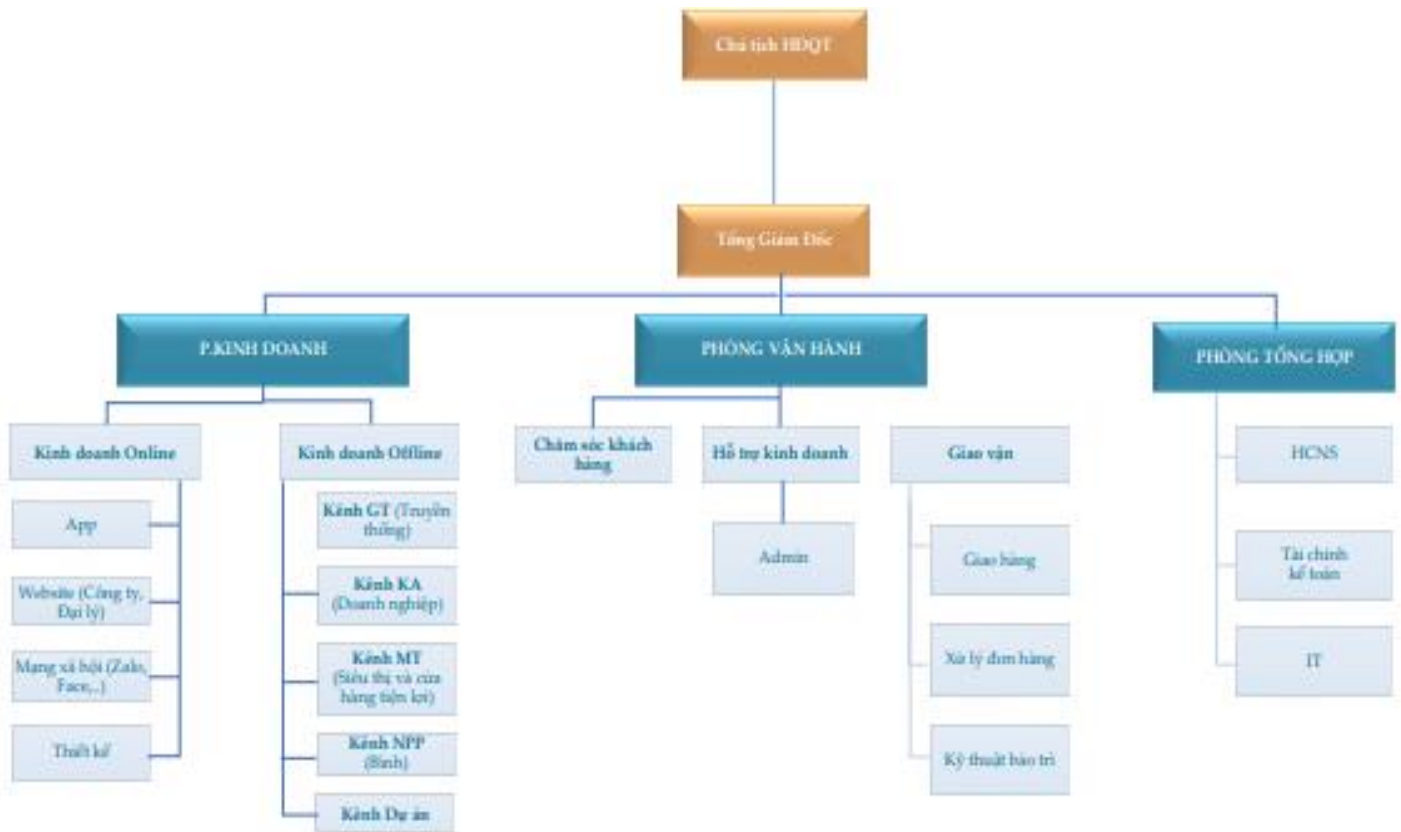 Chủ tịch HĐQT
Tổng Giám Đốc
P.KINH DOANH
PHÒNG VẬN HÀNH
PHÒNG TỔNG HỢP
Kinh doanh Online
Kinh doanh Offline
Chăm sóc khách
hàng
Hỗ trợ kinh doanh
Giao vận
HCNS
App
Kênh GT (Truyền
thống)
Admin
Giao hàng
Tài chính
kế toán
Website (Công ty,
Đại lý)
Kênh KA
(Doanh nghiệp)
Mạng xã hội (Zalo,
Face,..)
Kênh MT
(Siêu thị và cửa
hàng tiện lợi)
Xử lý đơn hàng
IT
Thiết kế
Kênh NPP
(Bình)
Kỹ thuật bảo trì
Kênh Dự án